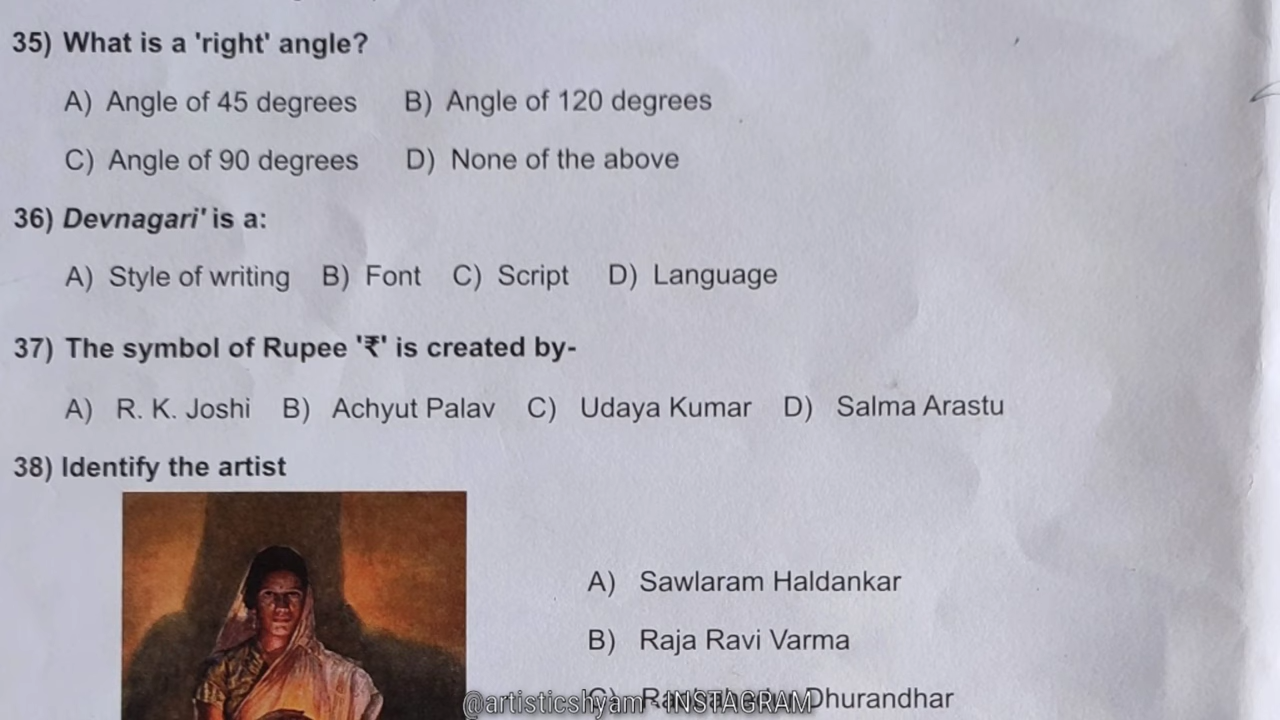 35) What is a 'right' angle?
A) Angle of 45 degrees B) Angle of 120 degrees
C) Angle of 90 degrees D) None of the above
36) Devnagari' is a:
A) Style of writing B) Font C) Script D) Language
37) The symbol of Rupee '₹' is created by-
A) R. K. Joshi B) Achyut Palav C) Udaya Kumar D) Salma Arastu
38) Identify the artist
A) Sawlaram Haldankar
B) Raja Ravi Varma
C) Dhurandhar
@artisticshyam - INSTAGRAM